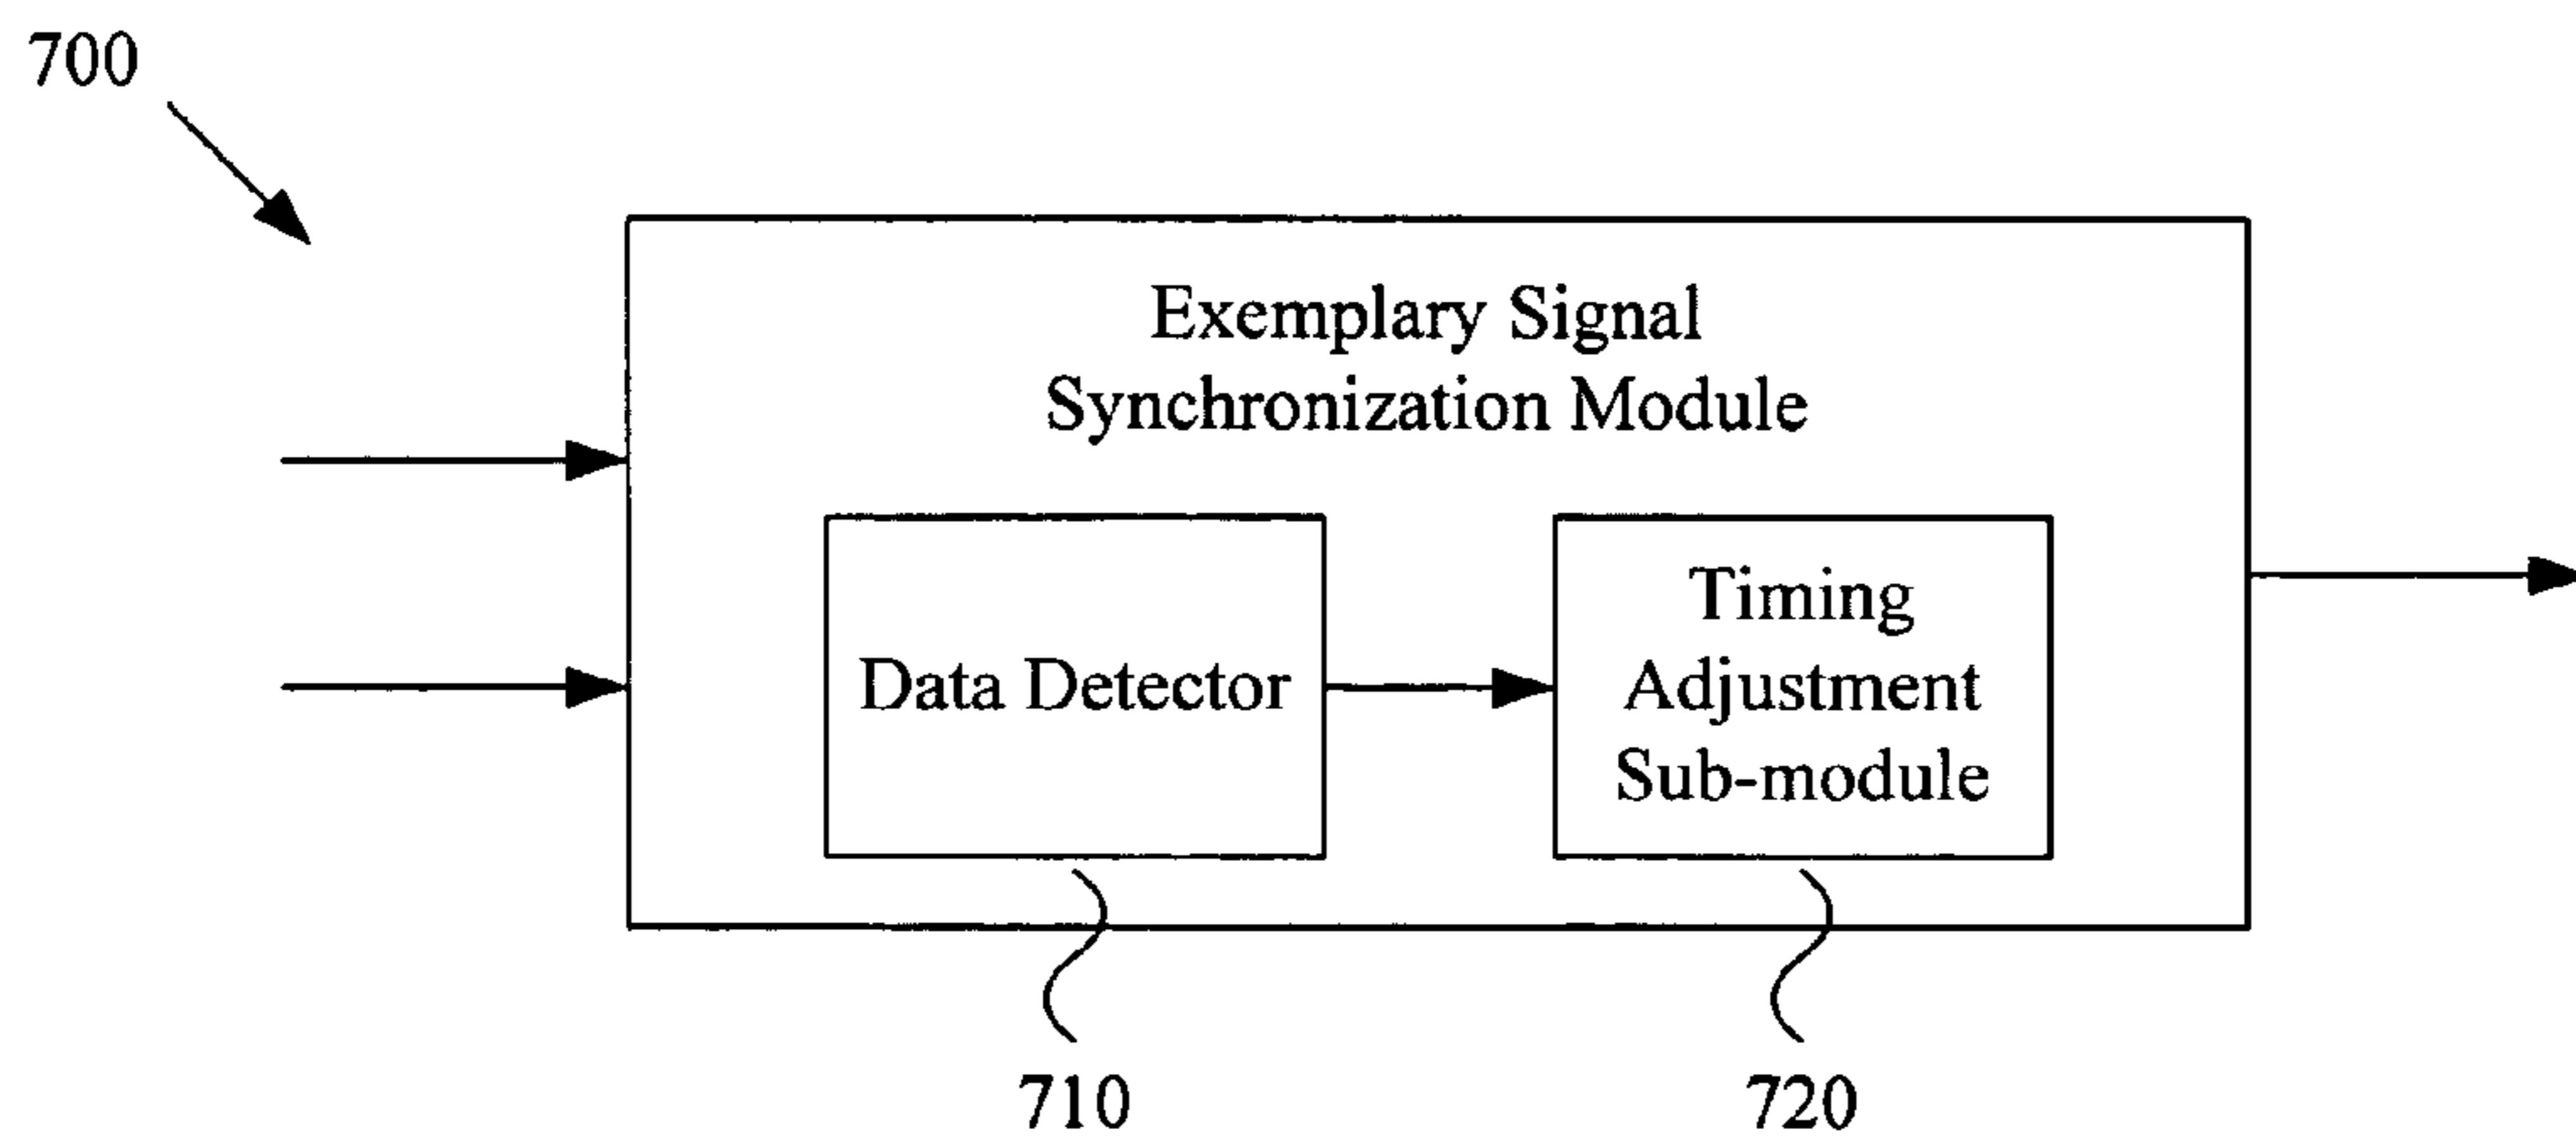 700
Exemplary Signal
Synchronization Module
Data Detector
Timing
Adjustment
Sub-module
710
720